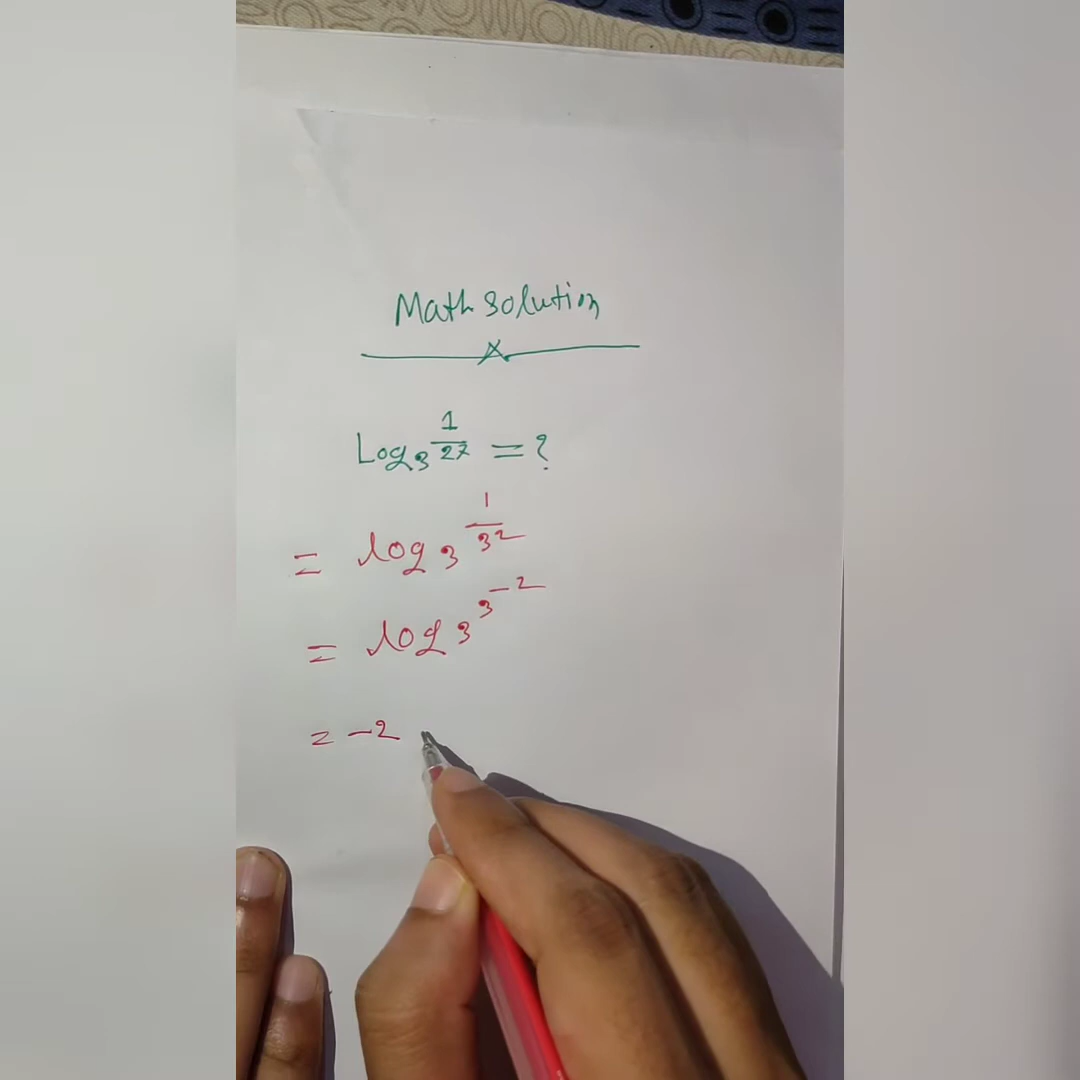 Math solution
Log₃ 1/27 = ?
= log₃ 1/3²
= log₃ 3⁻²
= -2